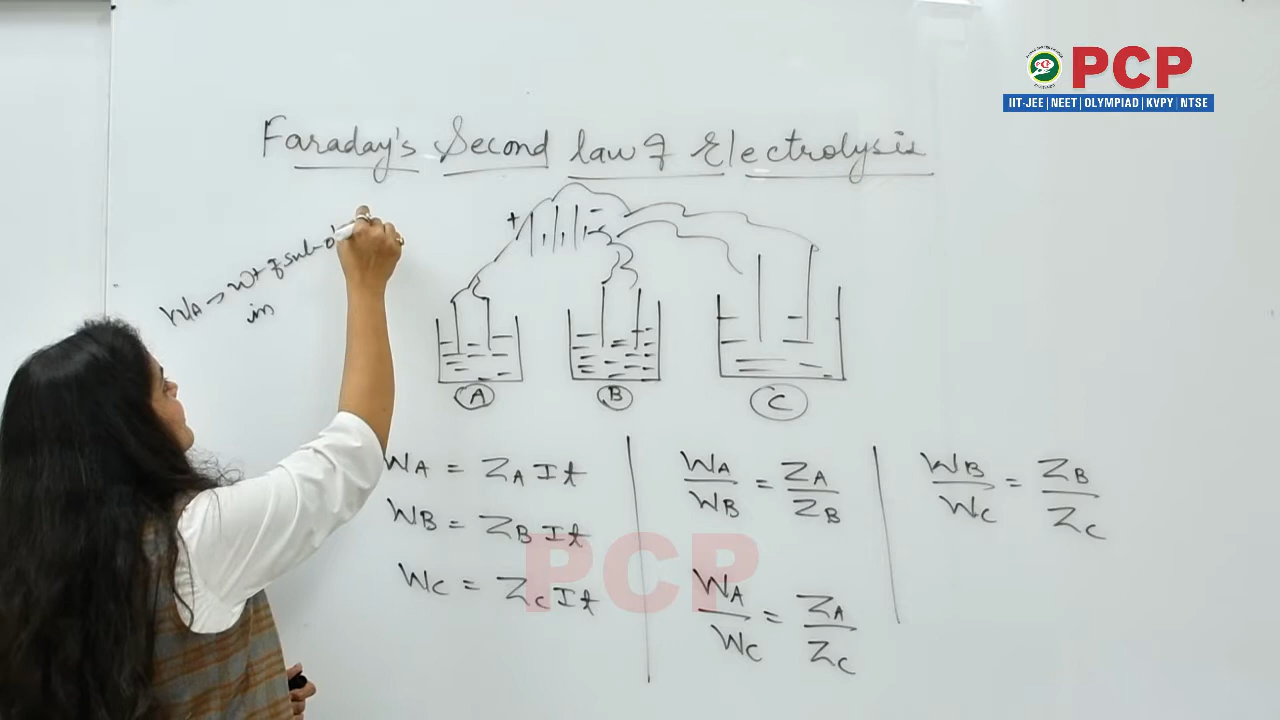 PCP
IIT-JEE | NEET | OLYMPIAD | KVPY | NTSE
Faraday's Second law of Electrolysis
+ -
WA → wt of sub o
in
A B C
WA = ZA I t
WB = ZB I t
WC = ZC I t
WA / WB = ZA / ZB
WA / WC = ZA / ZC
WB / WC = ZB / ZC
PCP